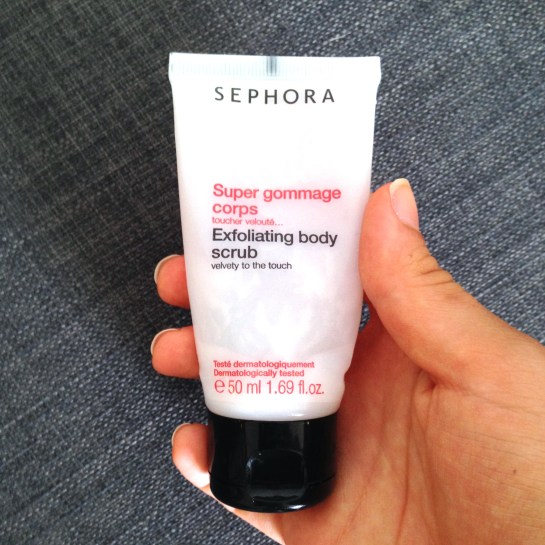 SEPHORA
Super gommage
corps
toucher velouté...
Exfoliating body
scrub
velvety to the touch
Testé dermatologiquement
Dermatologically tested
℮ 50 ml 1.69 fl.oz.